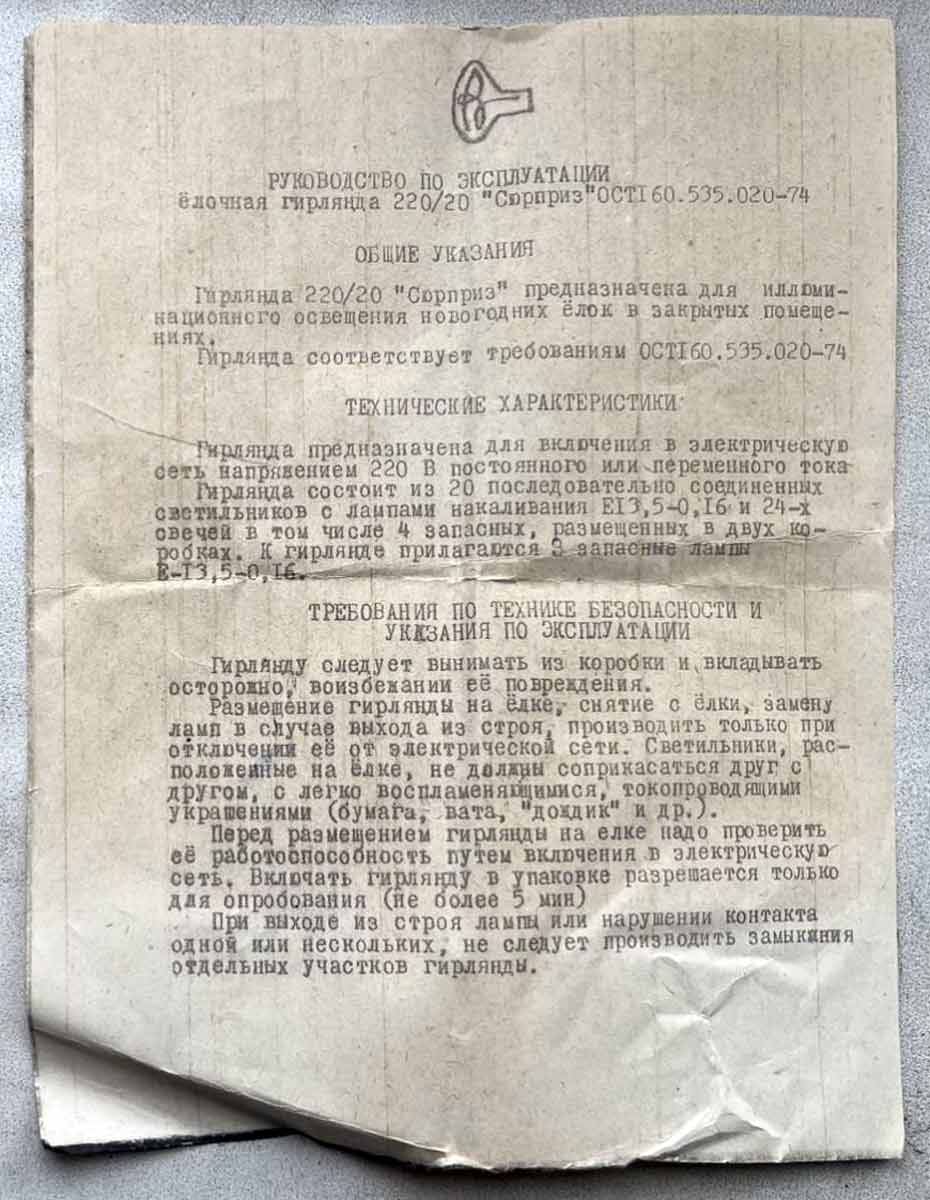 РУКОВОДСТВО ПО ЭКСПЛУАТАЦИИ
ёлочная гирлянда 220/20 "Сюрприз"ОСТI60.535.020-74
ОБЩИЕ УКАЗАНИЯ
Гирлянда 220/20 "Сюрприз" предназначена для иллюми-
национного освещения новогодних ёлок в закрытых помеще-
ниях.
Гирлянда соответствует требованиям ОСТI60.535.020-74
ТЕХНИЧЕСКИЕ ХАРАКТЕРИСТИКИ
Гирлянда предназначена для включения в электрическую
сеть напряжением 220 В постоянного или переменного тока
Гирлянда состоит из 20 последовательно соединенных
светильников с лампами накаливания ЕI3,5-0,I6 и 24-х
свечей в том числе 4 запасных, размещенных в двух ко-
робках. К гирлянде прилагаются 3 запасные лампы
Е-I3,5-0,I6.
ТРЕБОВАНИЯ ПО ТЕХНИКЕ БЕЗОПАСНОСТИ И
УКАЗАНИЯ ПО ЭКСПЛУАТАЦИИ
Гирлянду следует вынимать из коробки и вкладывать
осторожно, воизбежании её повреждения.
Размещение гирлянды на ёлке, снятие с ёлки, замену
ламп в случае выхода из строя, производить только при
отключении её от электрической сети. Светильники, рас-
положенные на ёлке, не должны соприкасаться друг с
другом, с легко воспламеняющимися, токопроводящими
украшениями (бумага, вата, "дождик" и др.).
Перед размещением гирлянды на елке надо проверить
её работоспособность путем включения в электрическую
сеть. Включать гирлянду в упаковке разрешается только
для опробования (не более 5 мин)
При выходе из строя лампы или нарушении контакта
одной или нескольких, не следует производить замыкания
отдельных участков гирлянды.